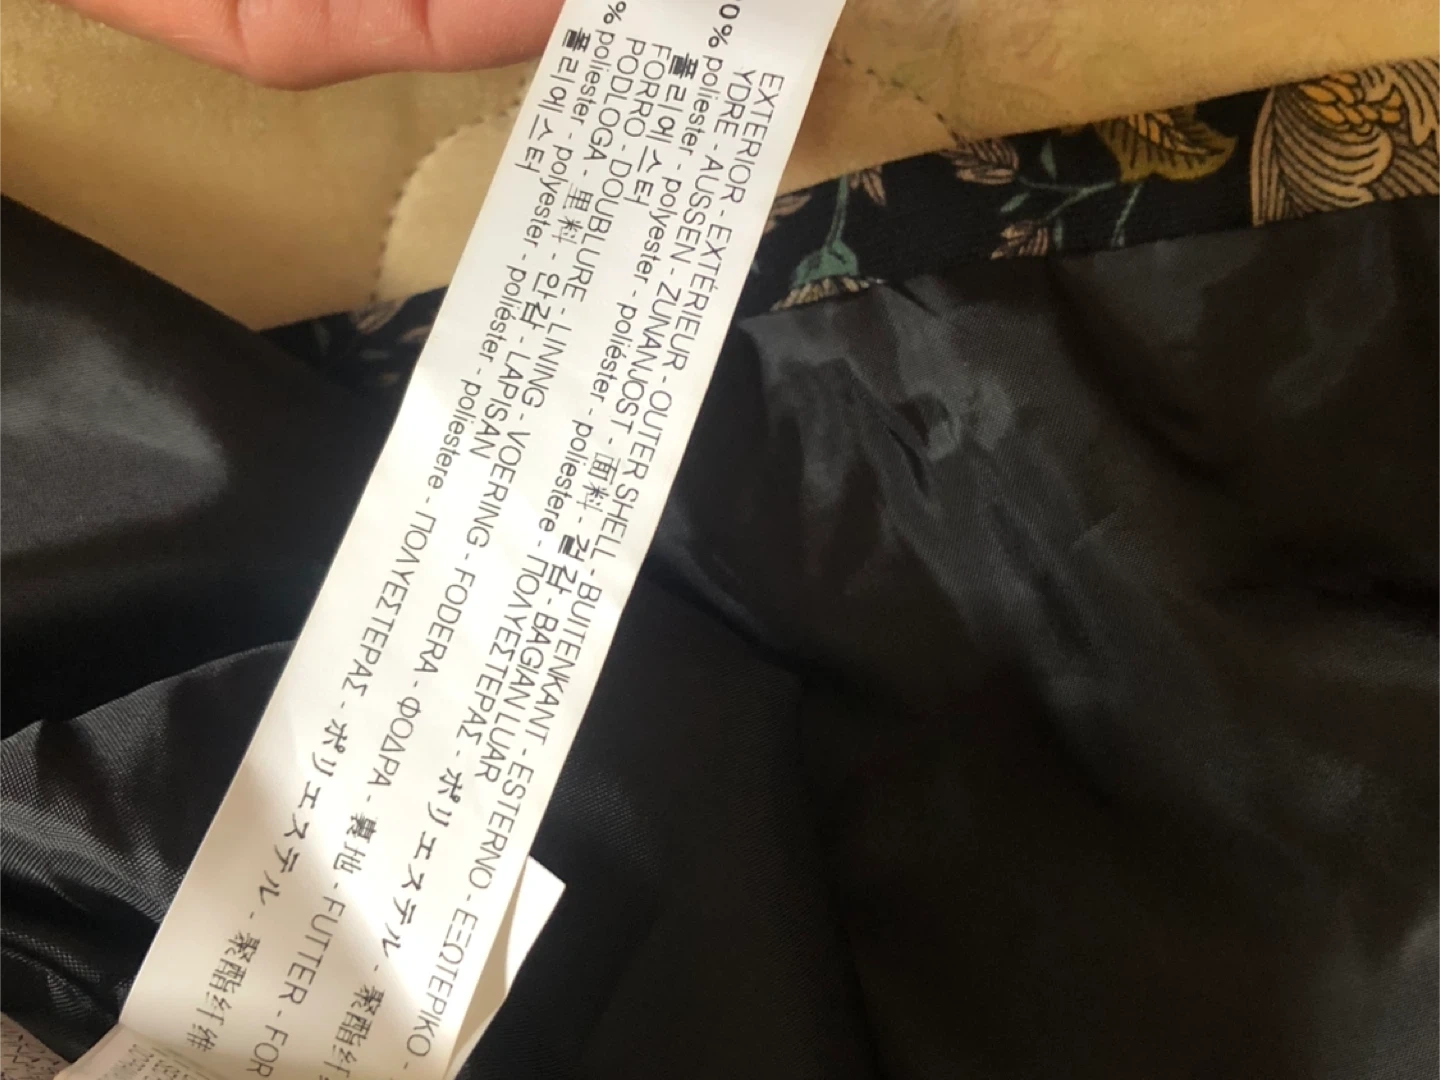 EXTERIOR - EXTÉRIEUR - OUTER SHELL - BUITENKANT - ESTERNO - ΕΞΩΤΕΡΙΚΟ -
YDRE - AUSSEN - ZUNANJOST - 面料 - 겉감 - BAGIAN LUAR
0% poliester - polyester - poliéster - poliestere - ΠΟΛΥΕΣΤΕΡΑΣ - ポリエステル - 聚酯纤维
폴리에스터
FORRO - DOUBLURE - LINING - VOERING - FODERA - ΦΟΔΡΑ - 裏地 - FUTTER - FOR
PODLOGA - 里料 - 안감 - LAPISAN
% poliester - polyester - poliéster - poliestere - ΠΟΛΥΕΣΤΕΡΑΣ - ポリエステル - 聚酯纤维
폴리에스터